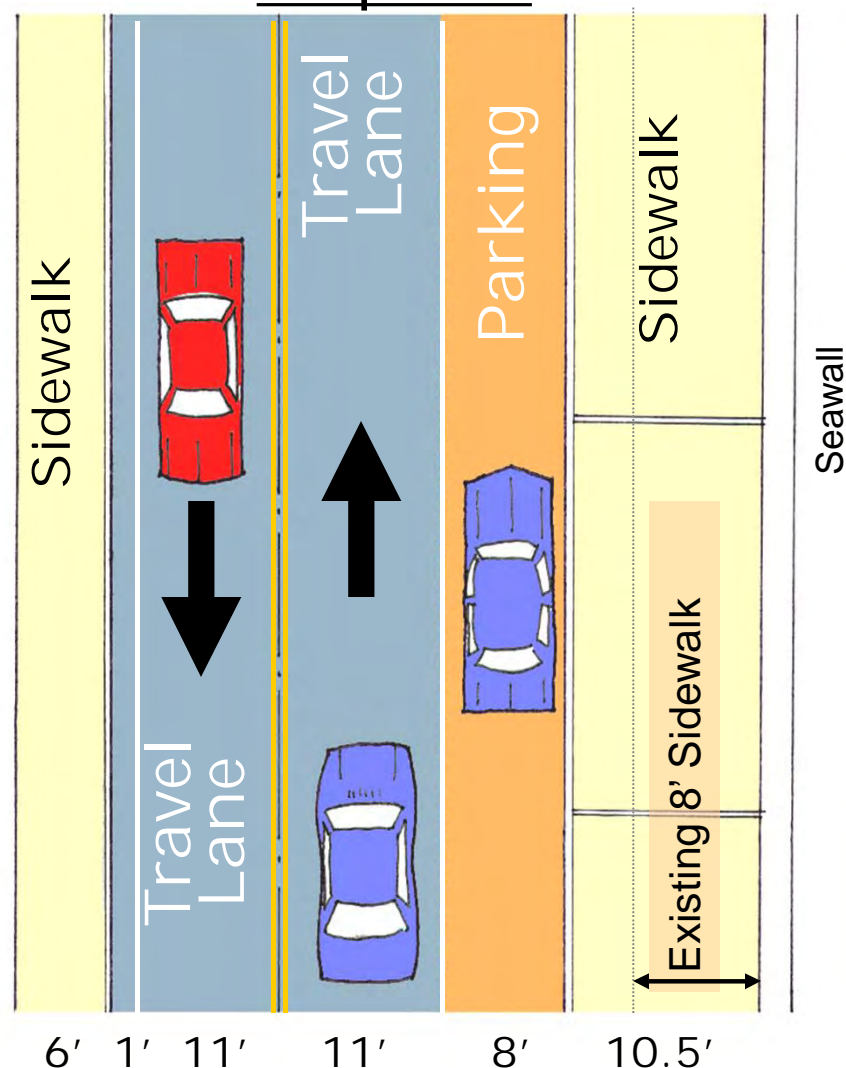 Travel
Lane
Parking
Sidewalk
Sidewalk
Seawall
Travel
Lane
Existing 8’ Sidewalk
6’ 1’ 11’ 11’ 8’ 10.5’